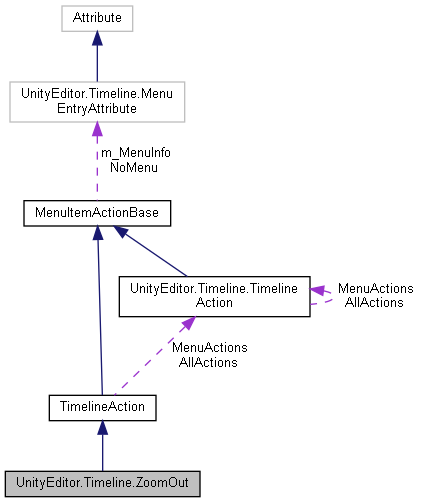 Attribute
UnityEditor.Timeline.Menu
EntryAttribute
m_MenuInfo
NoMenu
MenuItemActionBase
UnityEditor.Timeline.Timeline
Action
MenuActions
AllActions
MenuActions
AllActions
TimelineAction
UnityEditor.Timeline.ZoomOut